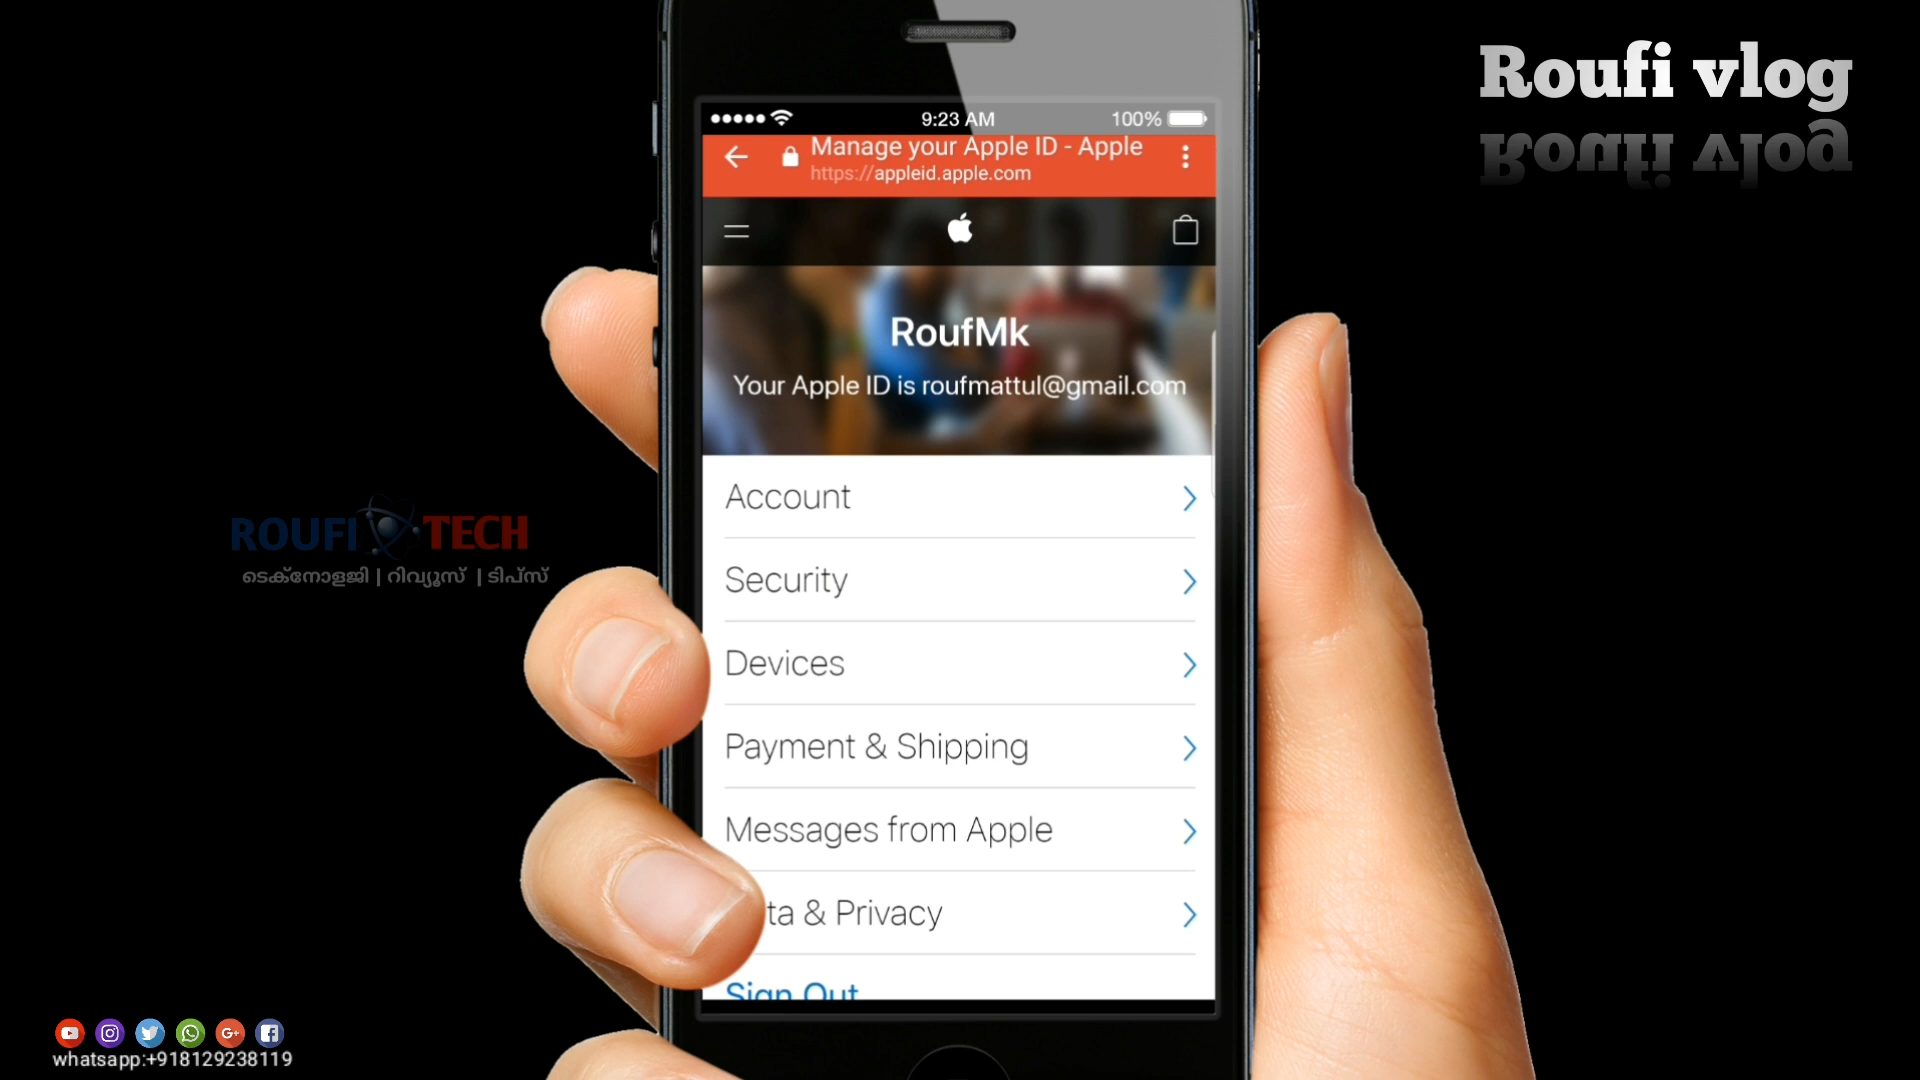 Roufi vlog
9:23 AM
100%
Manage your Apple ID - Apple
https://appleid.apple.com
RoufMk
Your Apple ID is roufmattul@gmail.com
Account
Security
Devices
Payment & Shipping
Messages from Apple
ta & Privacy
Sign Out
ROUFI TECH
ടെക്നോളജി | റിവ്യൂസ് | ടിപ്സ്
whatsapp:+918129238119